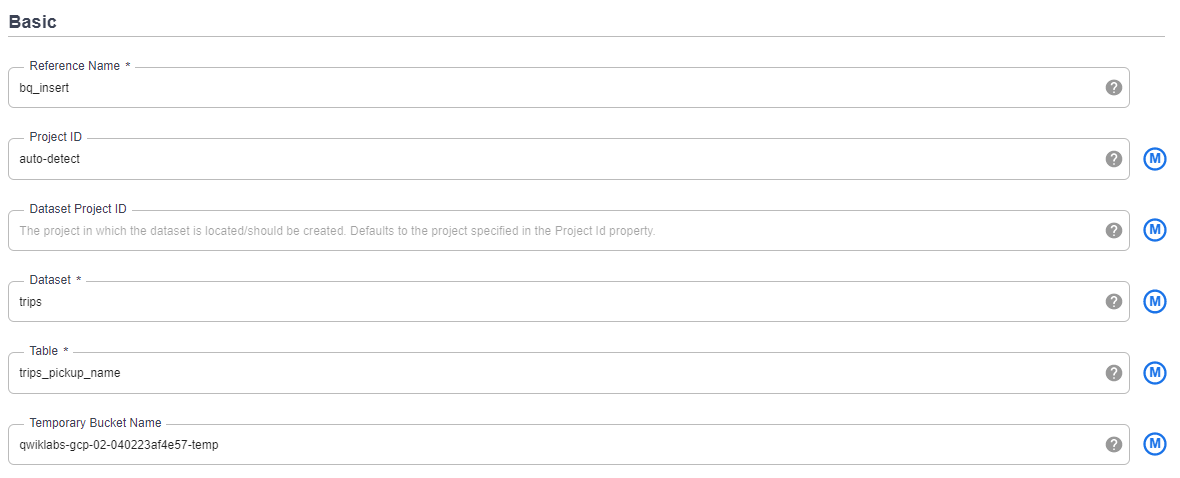 Basic
Reference Name *
bq_insert
Project ID
auto-detect
M
Dataset Project ID
The project in which the dataset is located/should be created. Defaults to the project specified in the Project Id property.
M
Dataset *
trips
M
Table *
trips_pickup_name
M
Temporary Bucket Name
qwiklabs-gcp-02-040223af4e57-temp
M